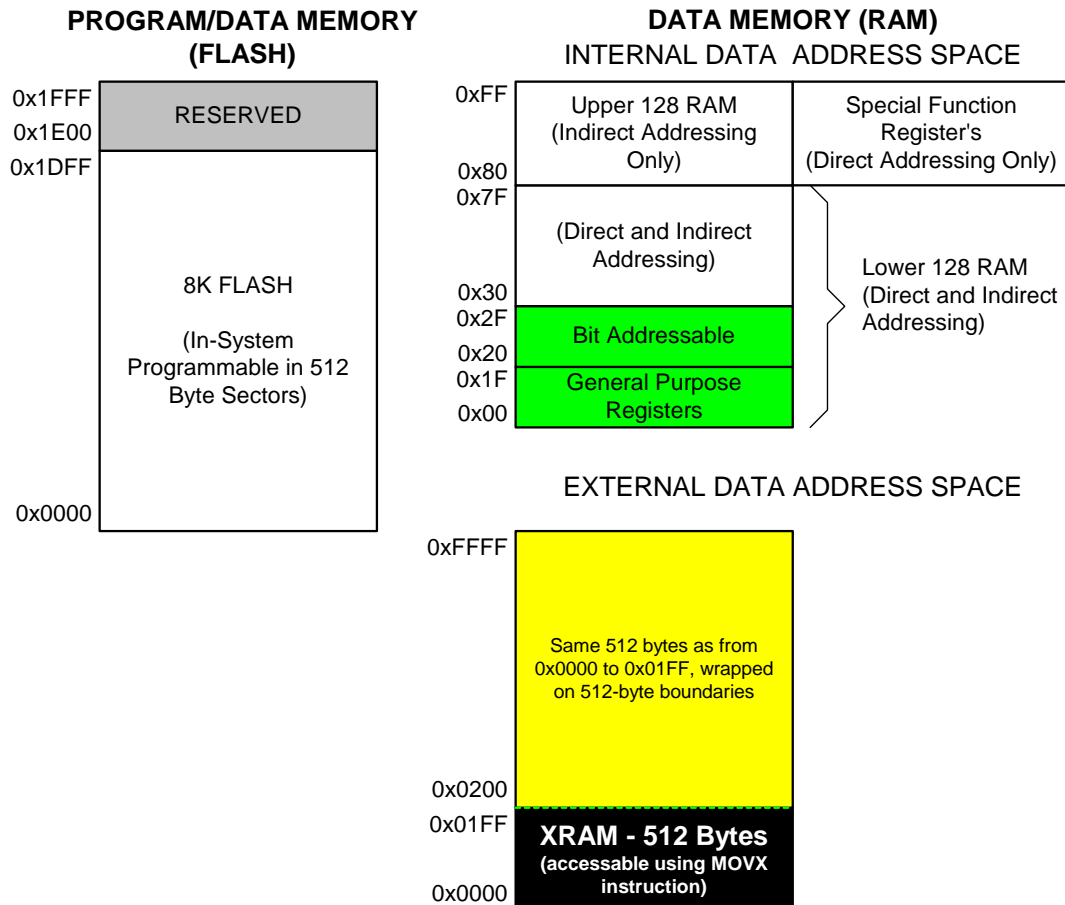 PROGRAM/DATA MEMORY
(FLASH)
0x1FFF
RESERVED
0x1E00
0x1DFF
8K FLASH
(In-System
Programmable in 512
Byte Sectors)
0x0000
DATA MEMORY (RAM)
INTERNAL DATA ADDRESS SPACE
0xFF
Upper 128 RAM
(Indirect Addressing
Only)
Special Function
Register's
(Direct Addressing Only)
0x80
0x7F
(Direct and Indirect
Addressing)
0x30
Lower 128 RAM
(Direct and Indirect
Addressing)
0x2F
Bit Addressable
0x20
0x1F
General Purpose
Registers
0x00
EXTERNAL DATA ADDRESS SPACE
0xFFFF
Same 512 bytes as from
0x0000 to 0x01FF, wrapped
on 512-byte boundaries
0x0200
0x01FF
XRAM - 512 Bytes
(accessable using MOVX
instruction)
0x0000